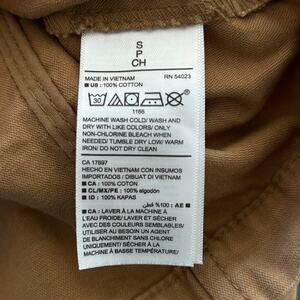 S
P
CH
MADE IN VIETNAM RN 54023
■ US : 100% COTTON
30
1166
MACHINE WASH COLD/ WASH AND
DRY WITH LIKE COLORS/ ONLY
NON-CHLORINE BLEACH WHEN
NEEDED/ TUMBLE DRY LOW/ WARM
IRON/ DO NOT DRY CLEAN
CA 17897
HECHO EN VIETNAM CON INSUMOS
IMPORTADOS / DIBUAT DI VIETNAM
■ CA : 100% COTON
■ CL/MX/PE : 100% algodón
■ ID : 100% KAPAS
■ AE : 100% قطن
■ CA : LAVER À LA MACHINE À
L'EAU FROIDE/ LAVER ET SÉCHER
AVEC DES COULEURS SEMBLABLES/
UTILISER AU BESOIN UN AGENT
DE BLANCHIMENT SANS CHLORE
UNIQUEMENT/ SÉCHER À LA MACHINE
À BASSE TEMPÉRATURE/